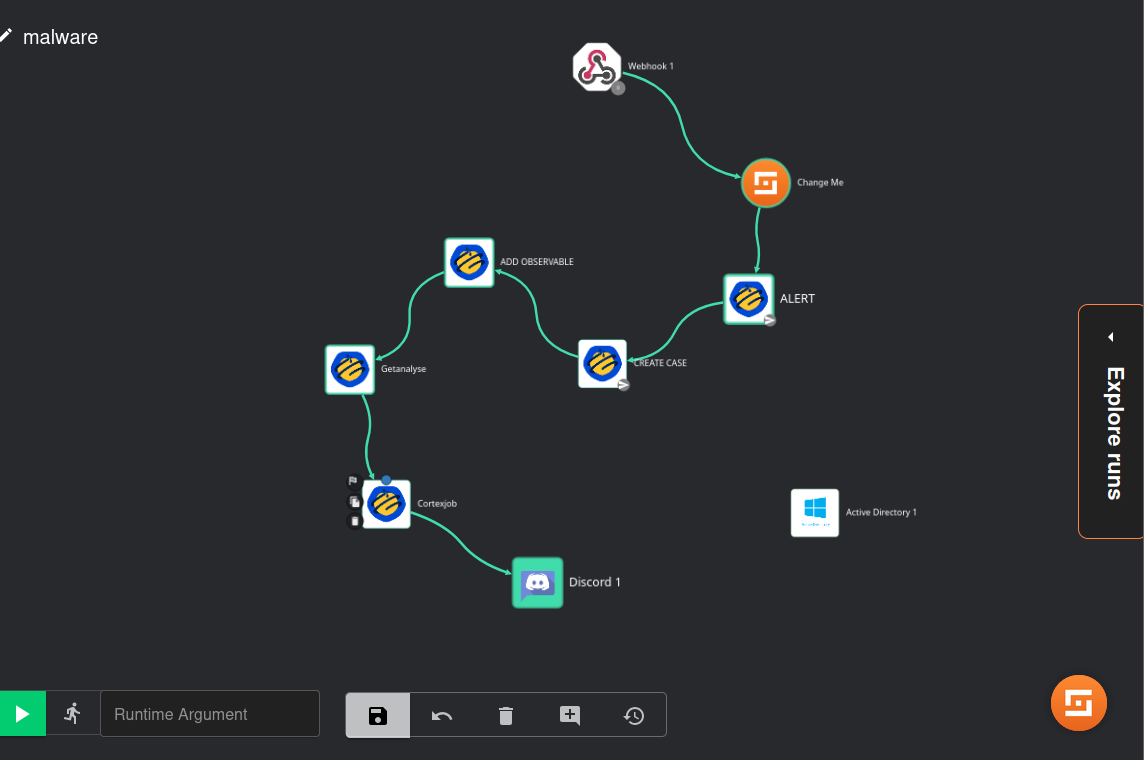 malware
Webhook 1
Change Me
ADD OBSERVABLE
ALERT
CREATE CASE
Getanalyse
Explore runs
Cortexjob
Active Directory 1
Discord 1
Runtime Argument